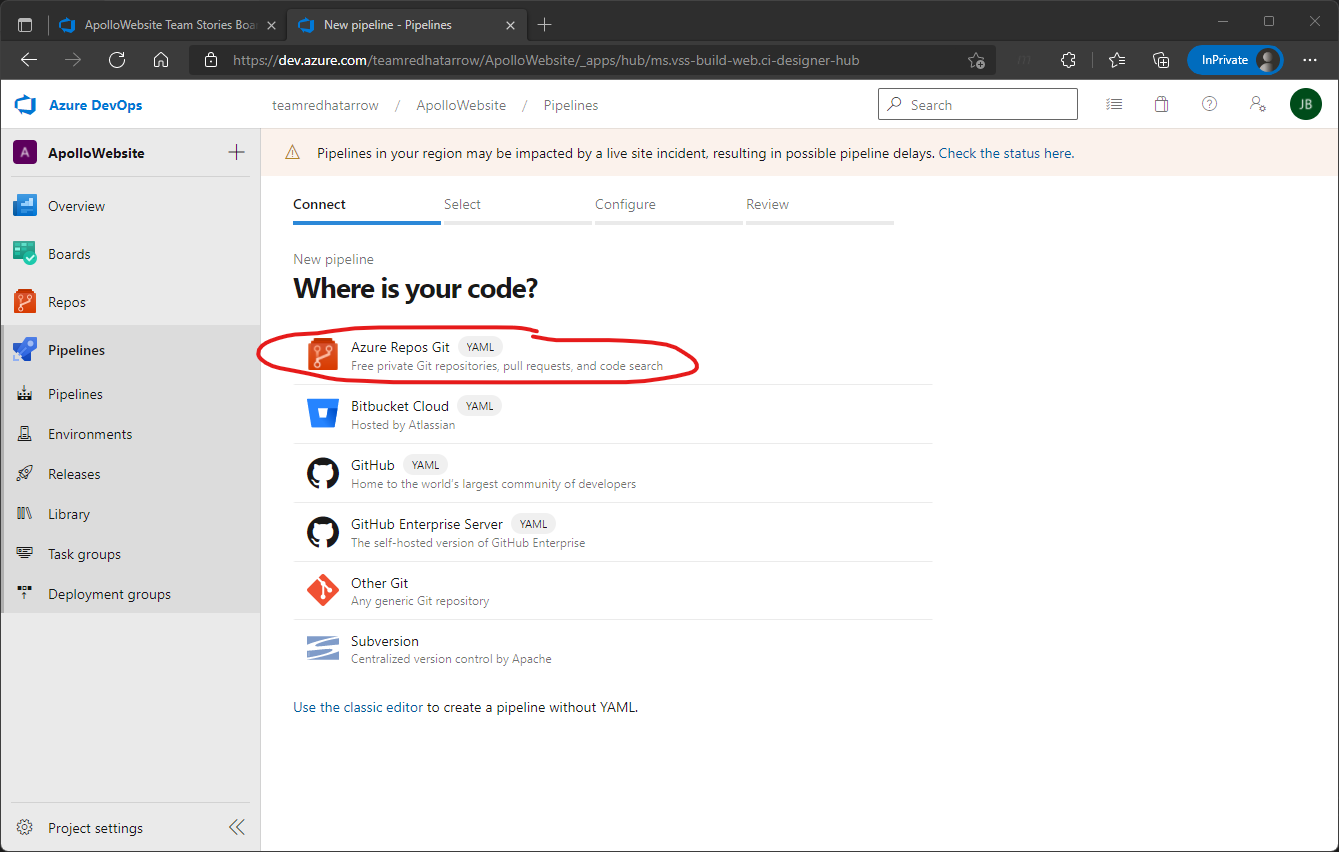 ApolloWebsite Team Stories Boa
New pipeline - Pipelines
https://dev.azure.com/teamredhatarrow/ApolloWebsite/_apps/hub/ms.vss-build-web.ci-designer-hub
InPrivate
Azure DevOps
teamredhatarrow / ApolloWebsite / Pipelines
Search
JB
A ApolloWebsite
Pipelines in your region may be impacted by a live site incident, resulting in possible pipeline delays. Check the status here.
Overview
Boards
Repos
Pipelines
Pipelines
Environments
Releases
Library
Task groups
Deployment groups
Project settings
Connect Select Configure Review
New pipeline
Where is your code?
Azure Repos Git YAML
Free private Git repositories, pull requests, and code search
Bitbucket Cloud YAML
Hosted by Atlassian
GitHub YAML
Home to the world's largest community of developers
GitHub Enterprise Server YAML
The self-hosted version of GitHub Enterprise
Other Git
Any generic Git repository
Subversion
Centralized version control by Apache
Use the classic editor to create a pipeline without YAML.